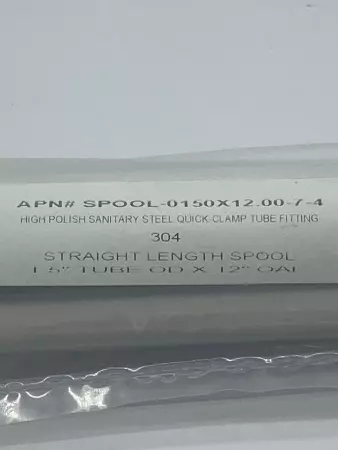 APN# SPOOL-0150X12.00-7-4
HIGH POLISH SANITARY STEEL QUICK-CLAMP TUBE FITTING
304
STRAIGHT LENGTH SPOOL
1.5" TUBE OD X 12" OAL